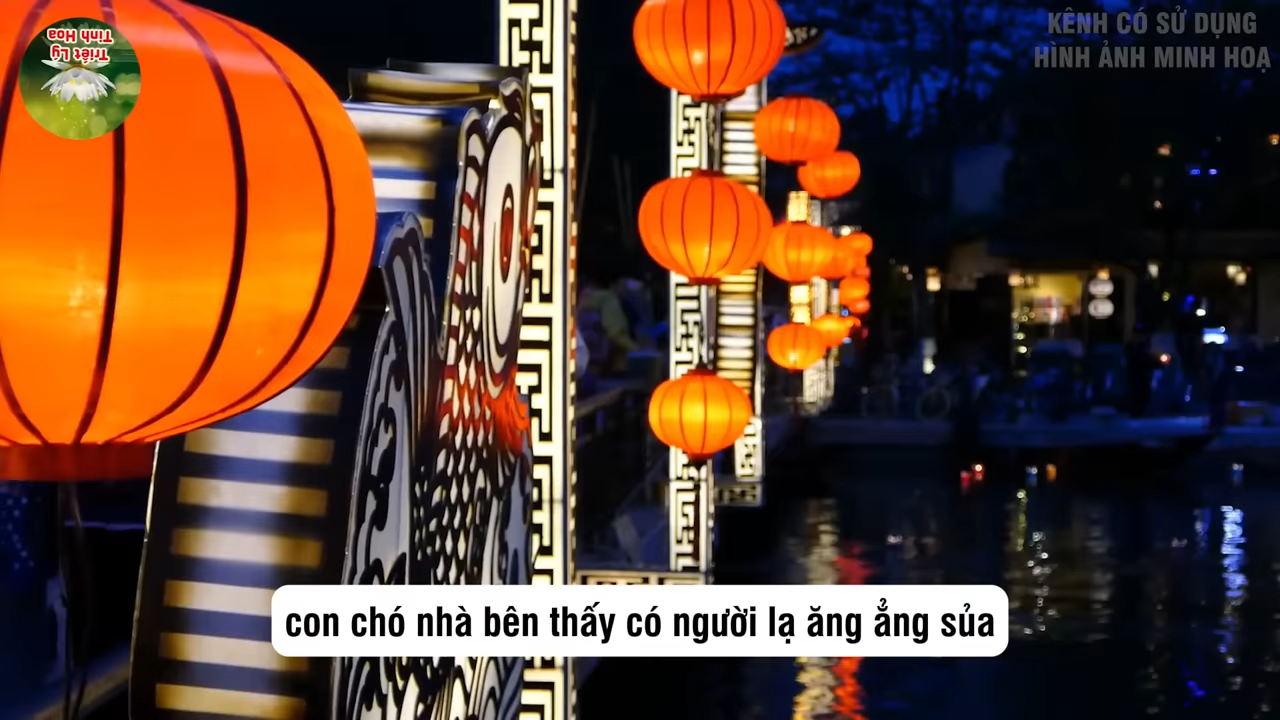 Triết Lý
Tinh Hoa
KÊNH CÓ SỬ DỤNG
HÌNH ẢNH MINH HOẠ
con chó nhà bên thấy có người lạ ăng ẳng sủa